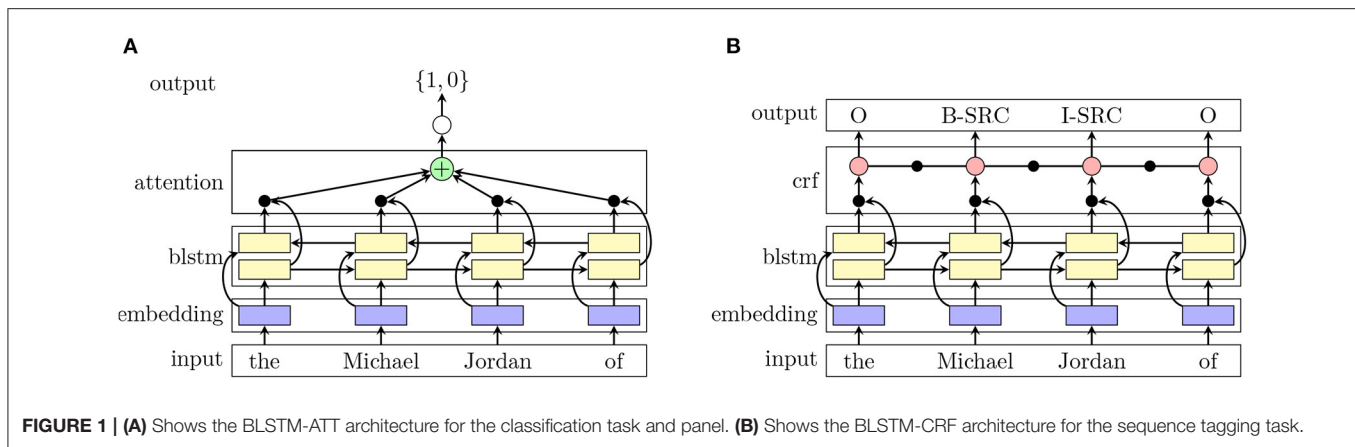 A
output {1, 0}
attention
+
blstm
embedding
input the Michael Jordan of
B
output O B-SRC I-SRC O
crf
blstm
embedding
input the Michael Jordan of
FIGURE 1 | (A) Shows the BLSTM-ATT architecture for the classification task and panel. (B) Shows the BLSTM-CRF architecture for the sequence tagging task.